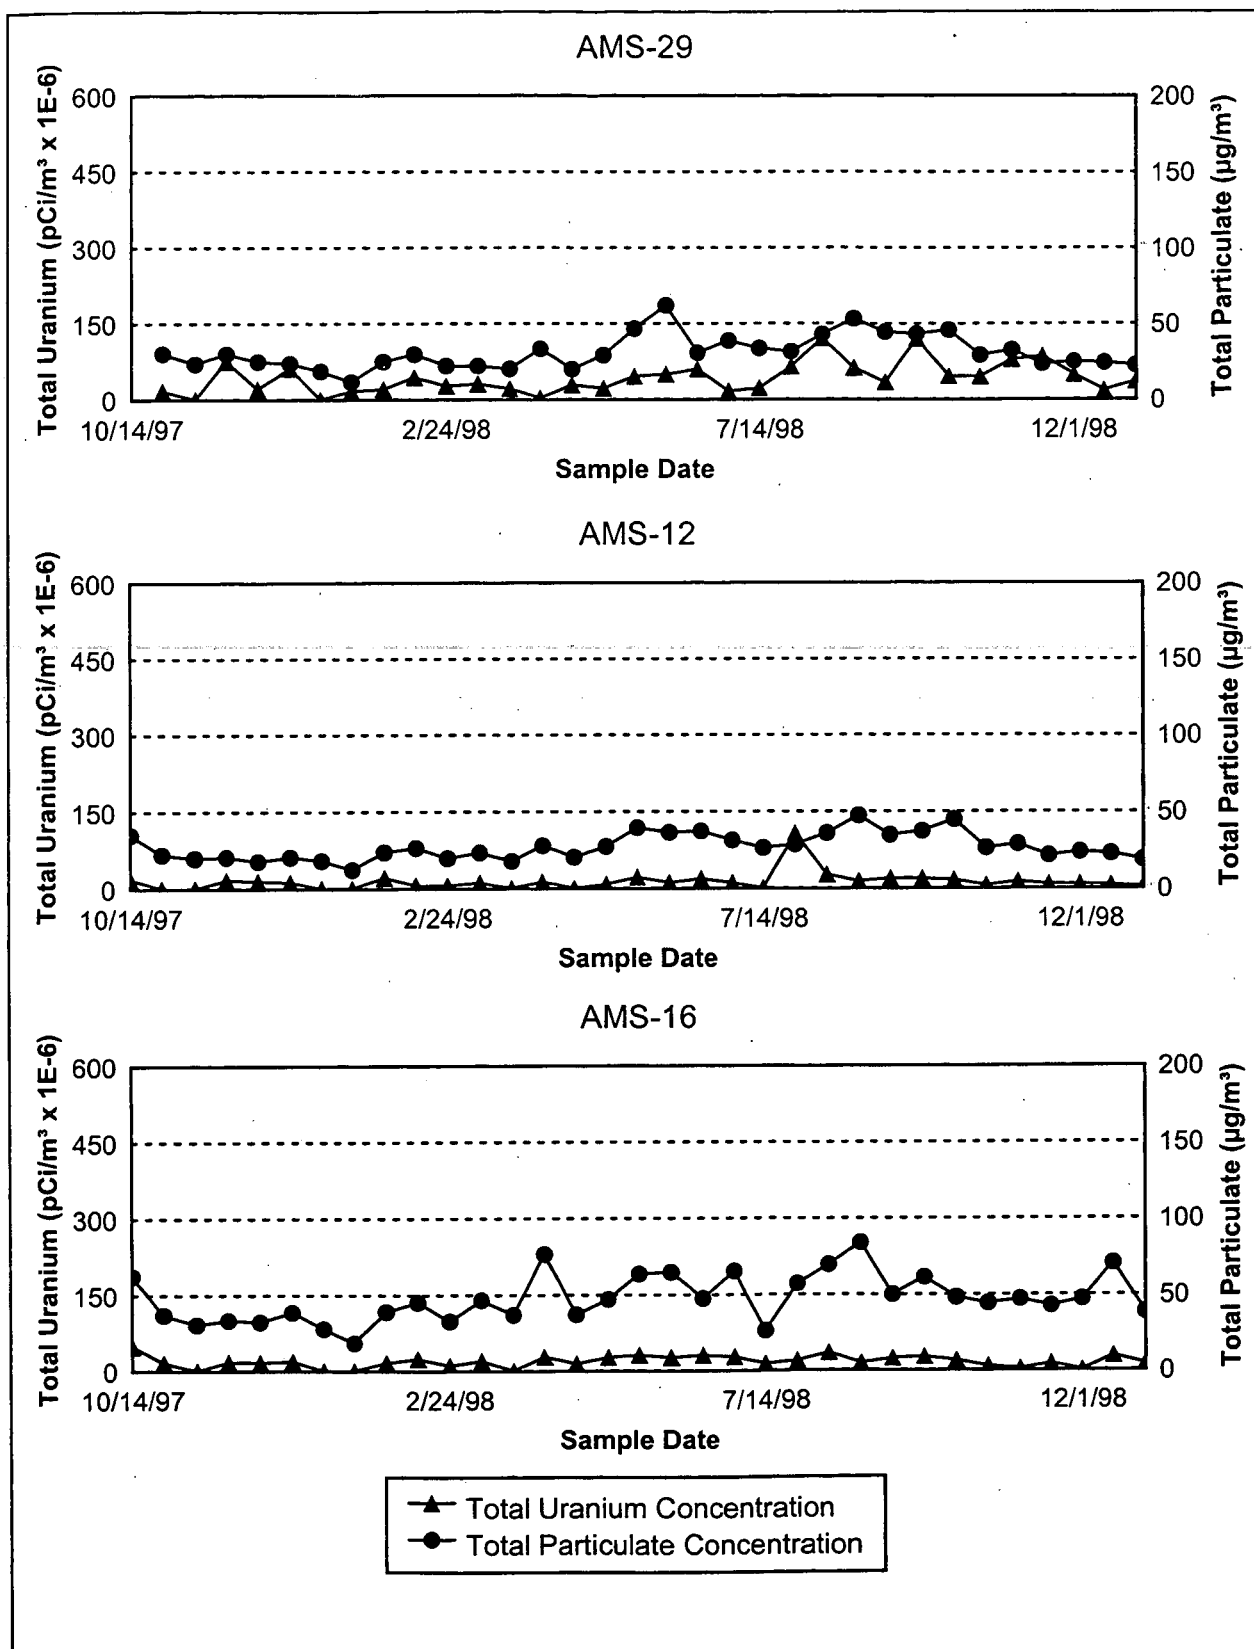 AMS-29
Total Uranium (pCi/m³ x 1E-6)
600
450
300
150
0
200
150
100
50
0
Total Particulate (µg/m³)
10/14/97 2/24/98 7/14/98 12/1/98
Sample Date
AMS-12
Total Uranium (pCi/m³ x 1E-6)
600
450
300
150
0
200
150
100
50
0
Total Particulate (µg/m³)
10/14/97 2/24/98 7/14/98 12/1/98
Sample Date
AMS-16
Total Uranium (pCi/m³ x 1E-6)
600
450
300
150
0
200
150
100
50
0
Total Particulate (µg/m³)
10/14/97 2/24/98 7/14/98 12/1/98
Sample Date
Total Uranium Concentration
Total Particulate Concentration